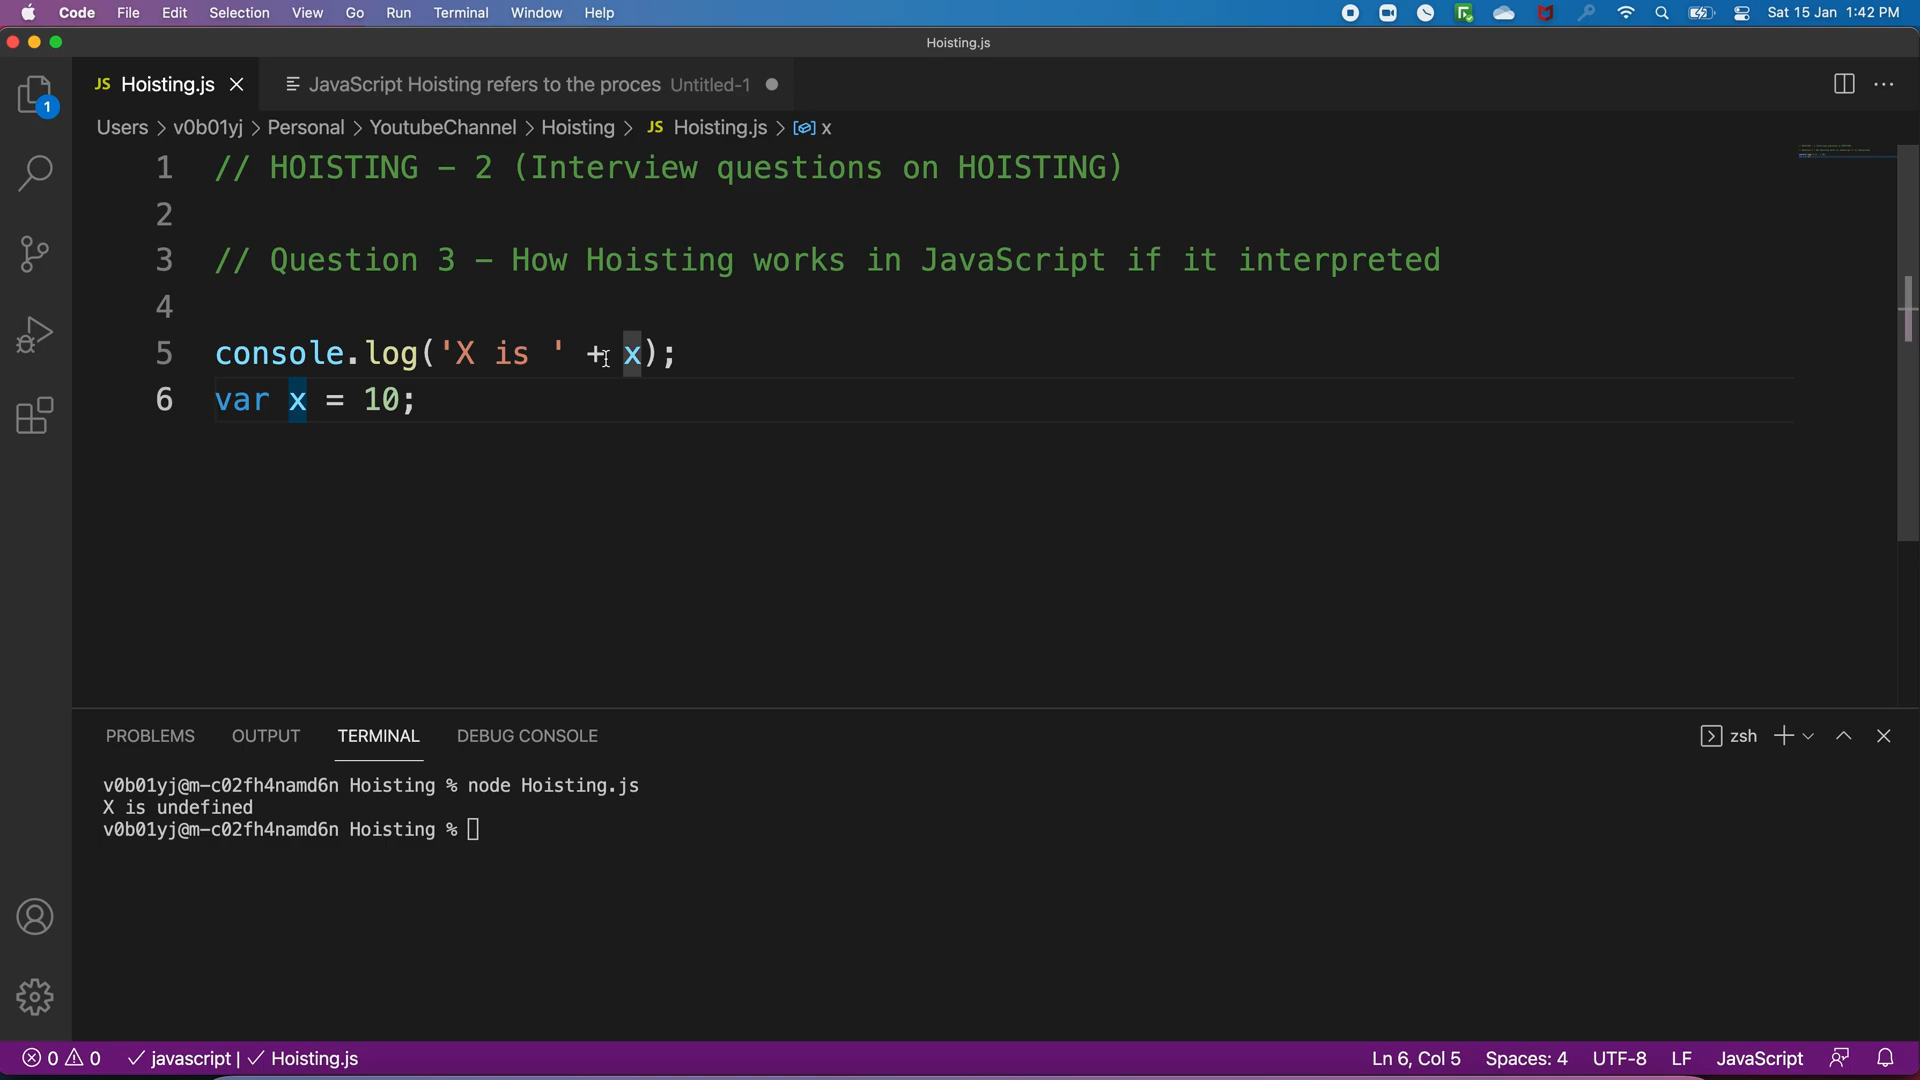 Code File Edit Selection View Go Run Terminal Window Help Sat 15 Jan 1:42 PM
Hoisting.js
JS Hoisting.js JavaScript Hoisting refers to the proces Untitled-1
1
Users > v0b01yj > Personal > YoutubeChannel > Hoisting > JS Hoisting.js > x
1 // HOISTING - 2 (Interview questions on HOISTING)
2
3 // Question 3 - How Hoisting works in JavaScript if it interpreted
4
5 console.log('X is ' + x);
6 var x = 10;
PROBLEMS OUTPUT TERMINAL DEBUG CONSOLE zsh
v0b01yj@m-c02fh4namd6n Hoisting % node Hoisting.js
X is undefined
v0b01yj@m-c02fh4namd6n Hoisting %
0 0 javascript | Hoisting.js Ln 6, Col 5 Spaces: 4 UTF-8 LF JavaScript